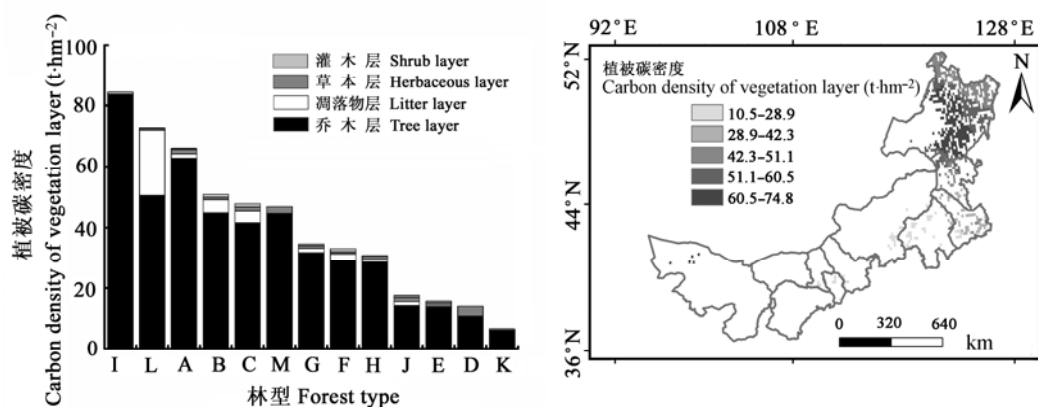 植被碳密度
Carbon density of vegetation layer (t·hm⁻²)
100
80
60
40
20
0
灌木层 Shrub layer
草本层 Herbaceous layer
凋落物层 Litter layer
乔木层 Tree layer
I L A B C M G F H J E D K
林型 Forest type
92°E 108°E 128°E
52°N
44°N
36°N
植被碳密度
Carbon density of vegetation layer (t·hm⁻²)
10.5–28.9
28.9–42.3
42.3–51.1
51.1–60.5
60.5–74.8
N
0 320 640
km